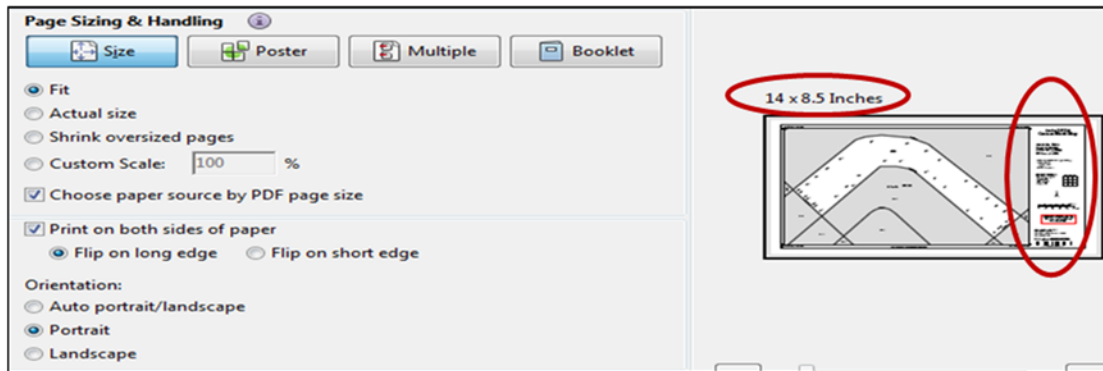 Page Sizing & Handling
Size Poster Multiple Booklet
Fit
Actual size
Shrink oversized pages
Custom Scale: 100 %
Choose paper source by PDF page size
Print on both sides of paper
Flip on long edge Flip on short edge
Orientation:
Auto portrait/landscape
Portrait
Landscape
14 x 8.5 Inches